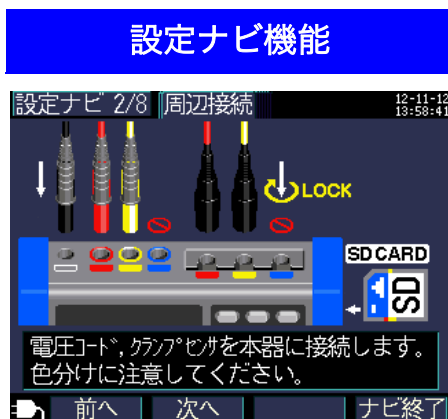 設定ナビ機能
設定ナビ 2/8 周辺接続
12-11-12
13:58:41
LOCK
SD CARD
SD
電圧ｺｰﾄﾞ, ｸﾗﾝﾌﾟｾﾝｻを本器に接続します。
色分けに注意してください。
前へ 次へ ナビ終了